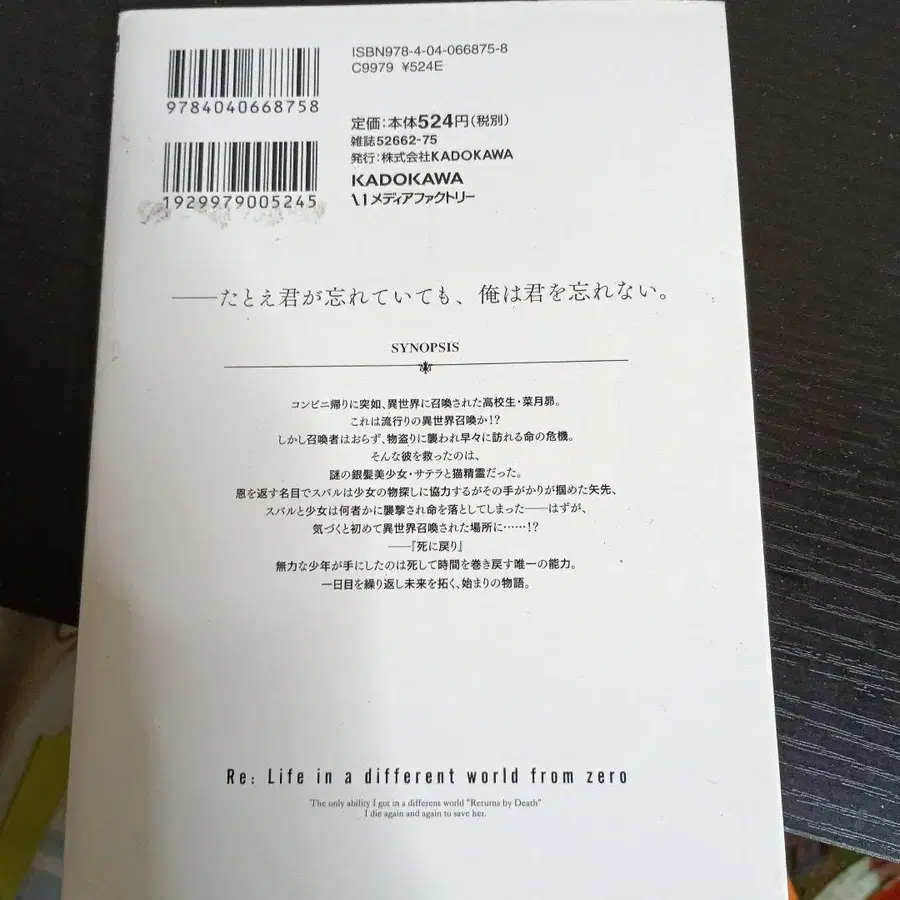 ISBN978-4-04-066875-8
C9979 ¥524E
9784040668758
定価:本体524円(税別)
雑誌52662-75
発行:株式会社KADOKAWA
KADOKAWA
メディアファクトリー
1929979005245
――たとえ君が忘れていても、俺は君を忘れない。
SYNOPSIS
コンビニ帰りに突如、異世界に召喚された高校生・菜月昴。
これは流行りの異世界召喚か!?
しかし召喚者はおらず、物盗りに襲われ早々に訪れる命の危機。
そんな彼を救ったのは、
謎の銀髪美少女・サテラと猫精霊だった。
恩を返す名目でスバルは少女の物探しに協力するがその手がかりが掴めた矢先、
スバルと少女は何者かに襲撃され命を落としてしまった――はずが、
気づくと初めて異世界召喚された場所に……!?
――『死に戻り』
無力な少年が手にしたのは死して時間を巻き戻す唯一の能力。
一日目を繰り返し未来を拓く、始まりの物語。
Re: Life in a different world from zero
The only ability I got in a differens world "Returns by Death"
I die again and again to save her.